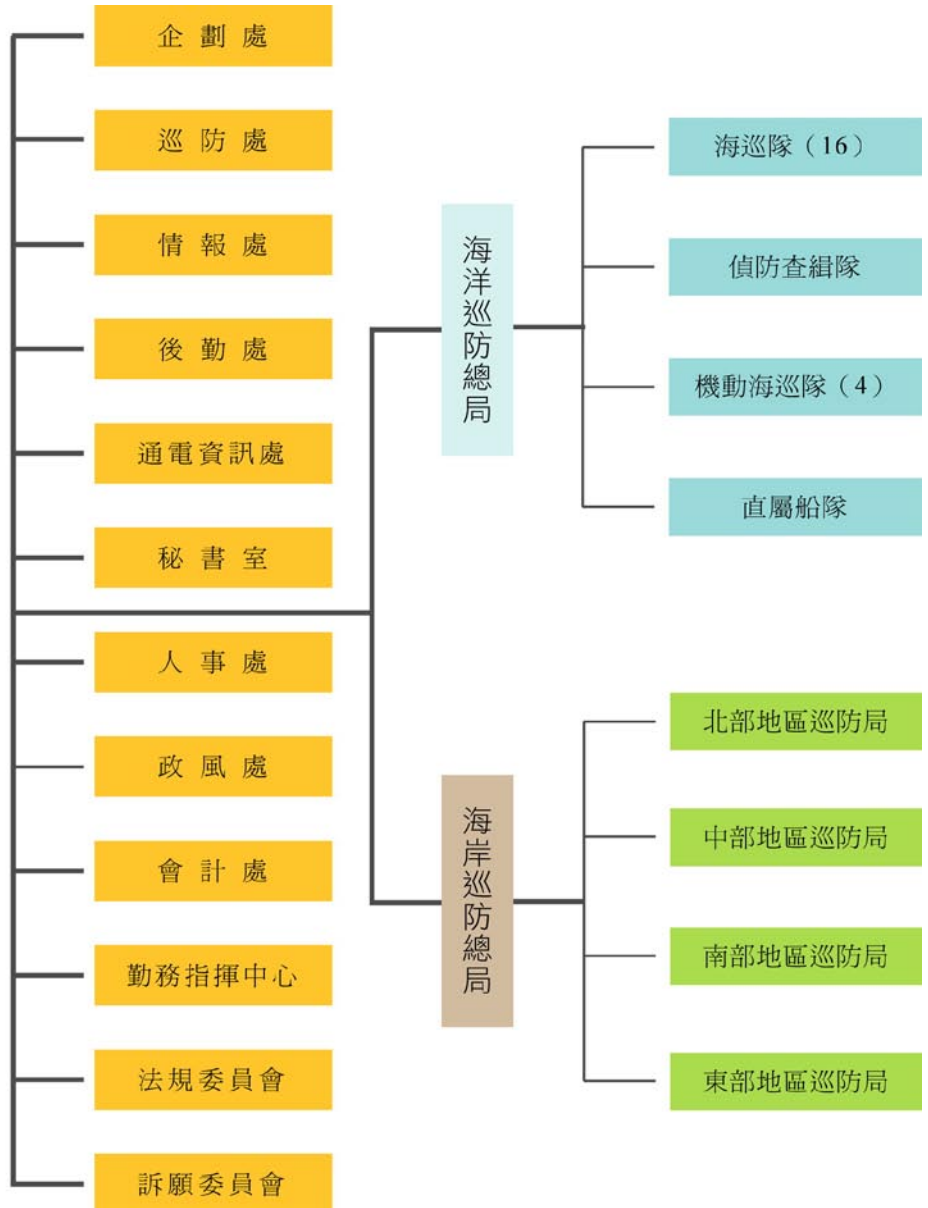 企劃處
巡防處
情報處
後勤處
通電資訊處
秘書室
人事處
政風處
會計處
勤務指揮中心
法規委員會
訴願委員會
海洋巡防總局
海巡隊（16）
偵防查緝隊
機動海巡隊（4）
直屬船隊
海岸巡防總局
北部地區巡防局
中部地區巡防局
南部地區巡防局
東部地區巡防局